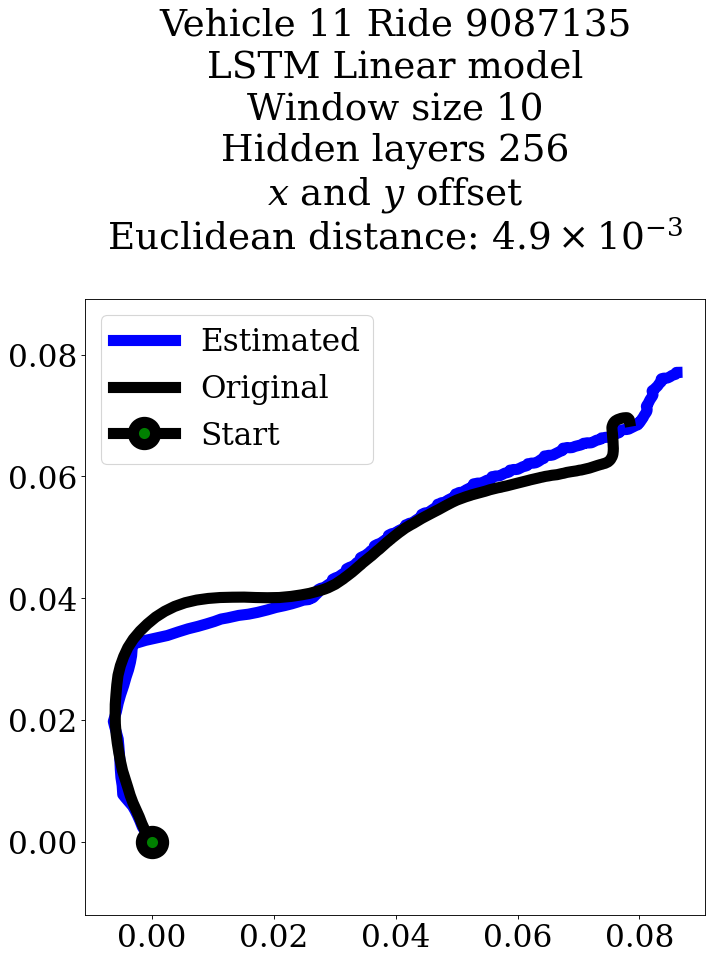 Vehicle 11 Ride 9087135
LSTM Linear model
Window size 10
Hidden layers 256
x and y offset
Euclidean distance: 4.9 × 10⁻³
Estimated
Original
Start
0.08
0.06
0.04
0.02
0.00
0.00 0.02 0.04 0.06 0.08